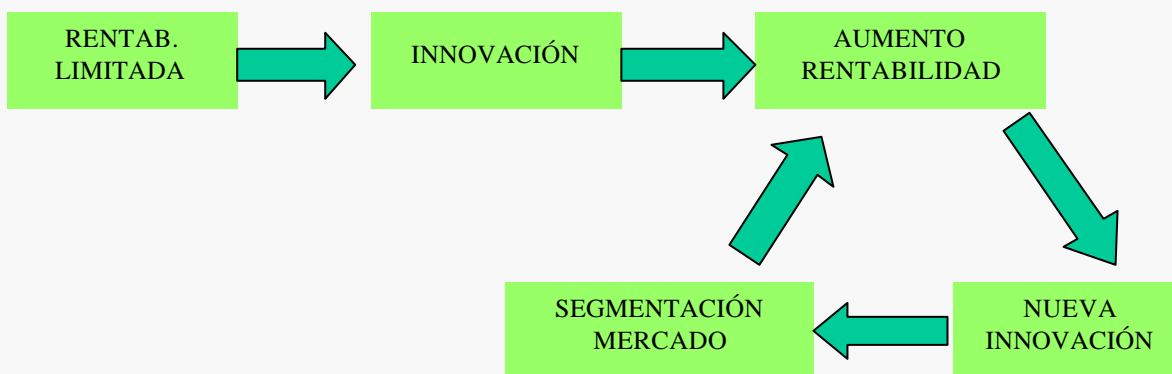 RENTAB.
LIMITADA
INNOVACIÓN
AUMENTO
RENTABILIDAD
SEGMENTACIÓN
MERCADO
NUEVA
INNOVACIÓN